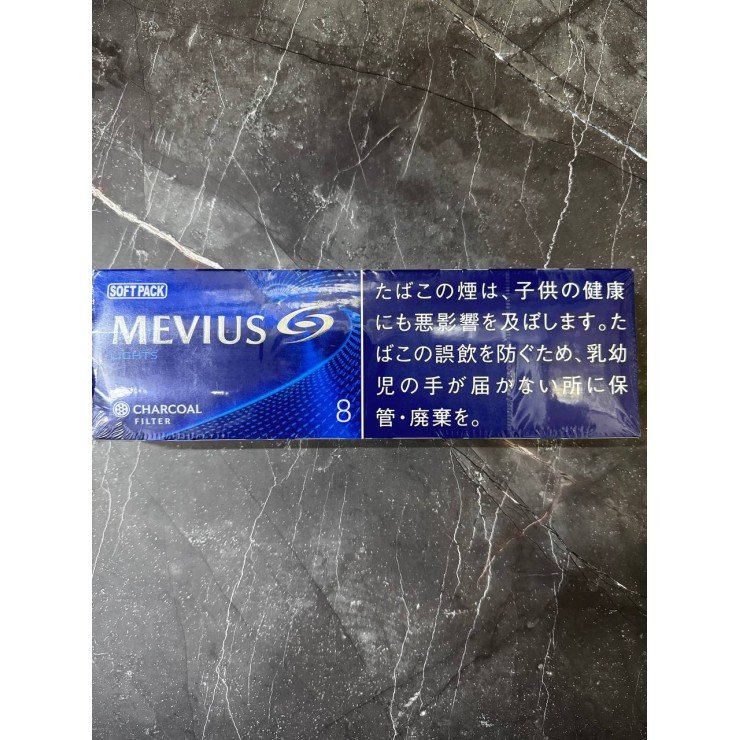 SOFT PACK
MEVIUS
LIGHTS
CHARCOAL
FILTER
8
たばこの煙は、子供の健康
にも悪影響を及ぼします。た
ばこの誤飲を防ぐため、乳幼
児の手が届かない所に保
管・廃棄を。